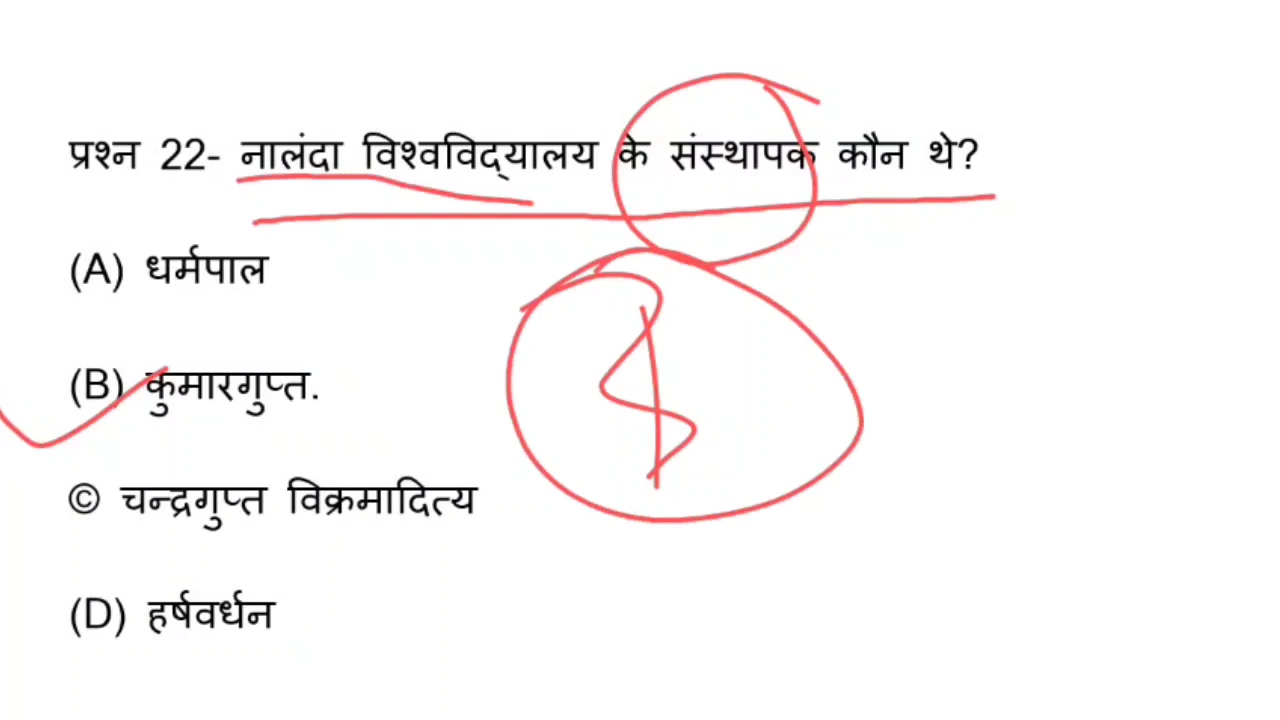 प्रश्न 22- नालंदा विश्वविद्यालय के संस्थापक कौन थे?
(A) धर्मपाल
(B) कुमारगुप्त.
© चन्द्रगुप्त विक्रमादित्य
(D) हर्षवर्धन